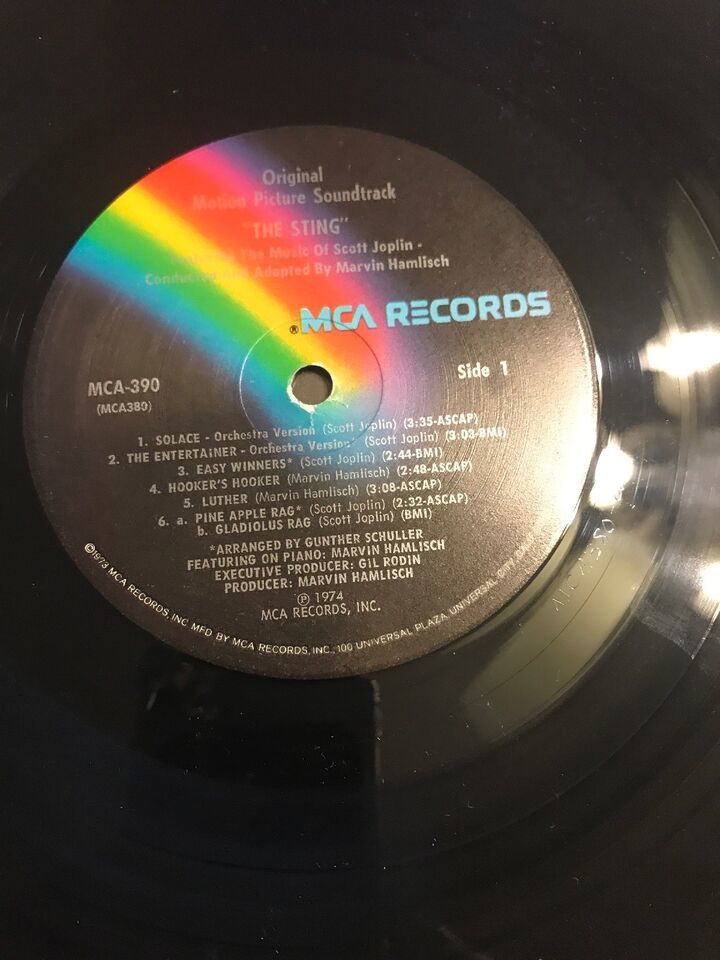 Original
Motion Picture Soundtrack
"THE STING"
Featuring The Music Of Scott Joplin -
Conducted And Adapted By Marvin Hamlisch
®MCA RECORDS
MCA-390
(MCA380)
Side 1
1. SOLACE - Orchestra Version (Scott Joplin) (3:35-ASCAP)
2. THE ENTERTAINER - Orchestra Version* (Scott Joplin) (3:03-BMI)
3. EASY WINNERS* (Scott Joplin) (2:44-BMI)
4. HOOKER'S HOOKER (Marvin Hamlisch) (2:48-ASCAP)
5. LUTHER (Marvin Hamlisch) (3:08-ASCAP)
6. a. PINE APPLE RAG* (Scott Joplin) (2:32-ASCAP)
b. GLADIOLUS RAG* (Scott Joplin) (BMI)
*ARRANGED BY GUNTHER SCHULLER
FEATURING ON PIANO: MARVIN HAMLISCH
EXECUTIVE PRODUCER: GIL RODIN
PRODUCER: MARVIN HAMLISCH
℗ 1974
MCA RECORDS, INC.
©1973 MCA RECORDS, INC MFD BY MCA RECORDS, INC., 100 UNIVERSAL PLAZA, UNIVERSAL CITY,